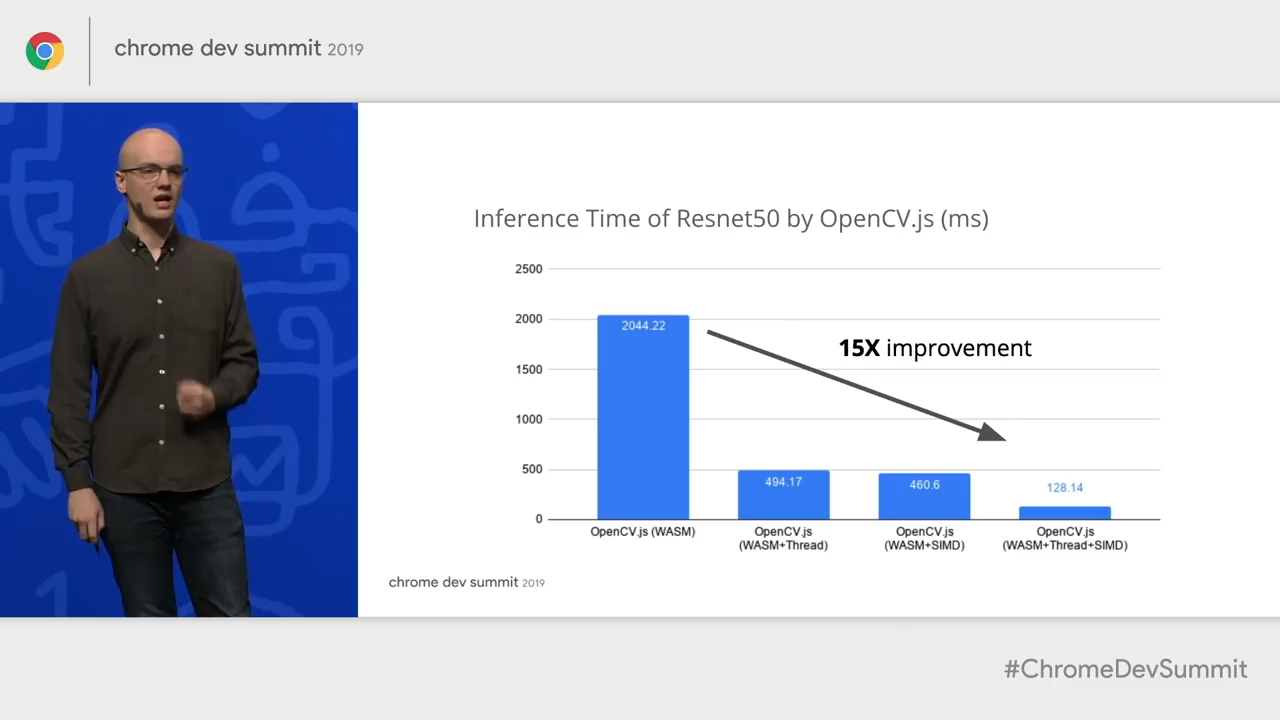 chrome dev summit 2019
Inference Time of Resnet50 by OpenCV.js (ms)
2500
2000
1500
1000
500
0
2044.22
494.17
460.6
128.14
15X improvement
OpenCV.js (WASM)
OpenCV.js
(WASM+Thread)
OpenCV.js
(WASM+SIMD)
OpenCV.js
(WASM+Thread+SIMD)
chrome dev summit 2019
#ChromeDevSummit